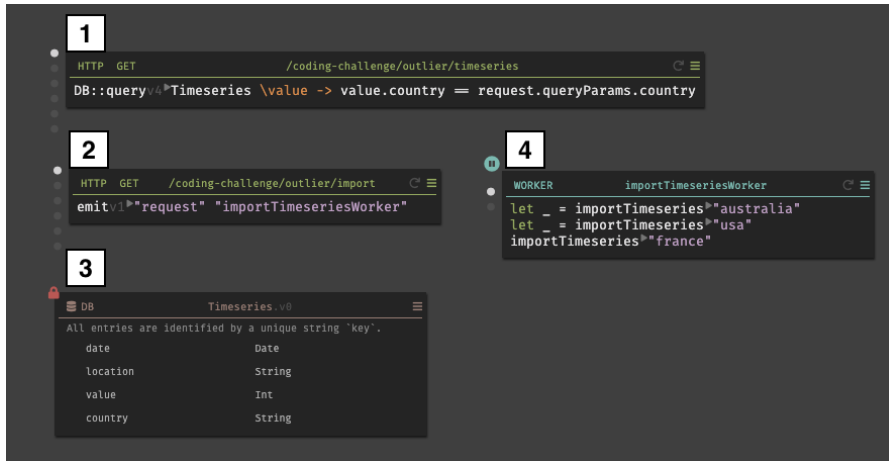 1
HTTP GET /coding-challenge/outlier/timeseries
DB::queryv4 Timeseries \value -> value.country == request.queryParams.country
2
HTTP GET /coding-challenge/outlier/import
emitv1 "request" "importTimeseriesWorker"
4
WORKER importTimeseriesWorker
let _ = importTimeseries "australia"
let _ = importTimeseries "usa"
importTimeseries "france"
3
DB Timeseries.v0
All entries are identified by a unique string `key`.
date Date
location String
value Int
country String